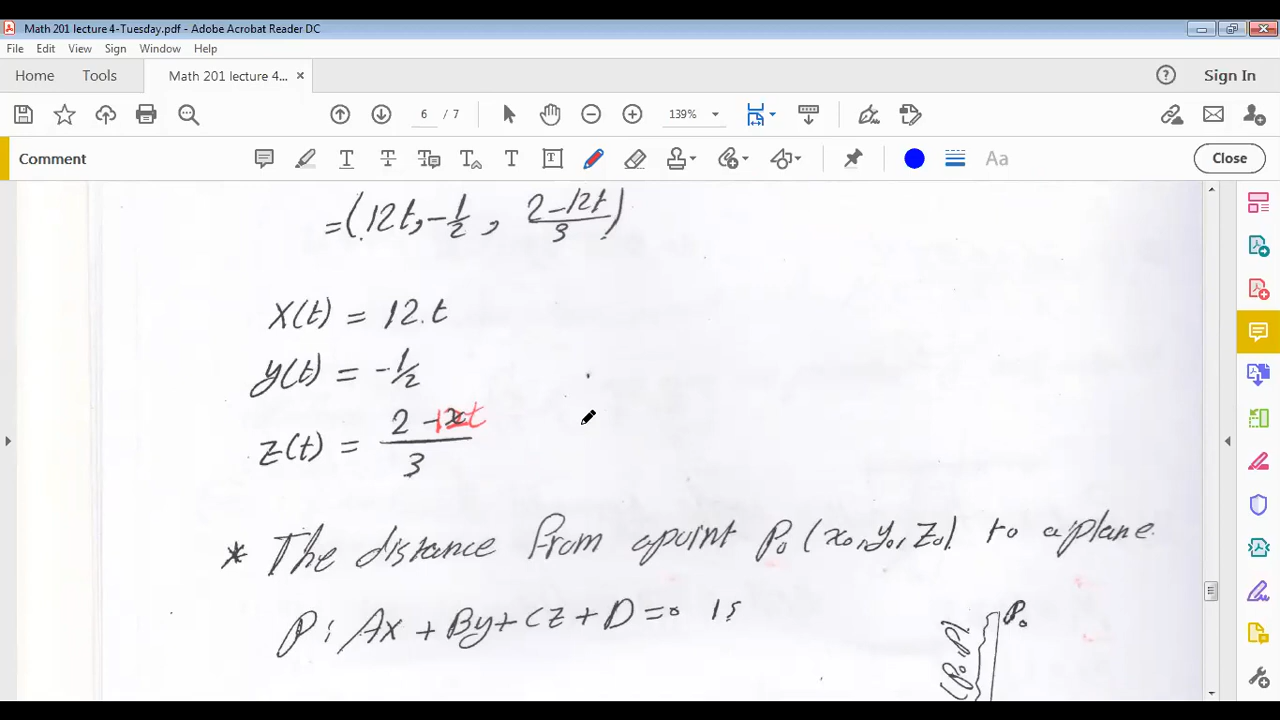 Math 201 lecture 4-Tuesday.pdf - Adobe Acrobat Reader DC
File Edit View Sign Window Help
Home Tools Math 201 lecture 4... × Sign In
6 / 7 139%
Comment Aa Close
=(12t, -1/2, (2-12t)/3)
x(t) = 12.t
y(t) = -1/2
z(t) = (2-12t)/3
* The distance from a point P₀ (x₀, y₀, z₀) to a plane
P: Ax + By + Cz + D = 0 is
P₀
(P₀, P)